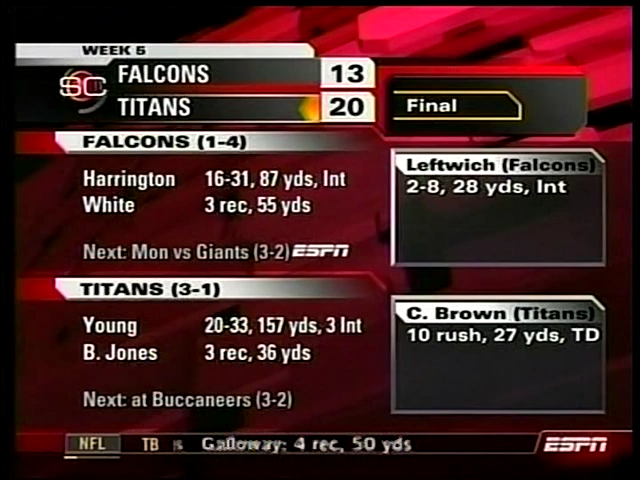 WEEK 5
SC
FALCONS 13
TITANS 20
Final
FALCONS (1-4)
Harrington 16-31, 87 yds, Int
White 3 rec, 55 yds
Next: Mon vs Giants (3-2) ESPN
Leftwich (Falcons)
2-8, 28 yds, Int
TITANS (3-1)
Young 20-33, 157 yds, 3 Int
B. Jones 3 rec, 36 yds
Next: at Buccaneers (3-2)
C. Brown (Titans)
10 rush, 27 yds, TD
NFL TB Galloway: 4 rec, 50 yds ESPN